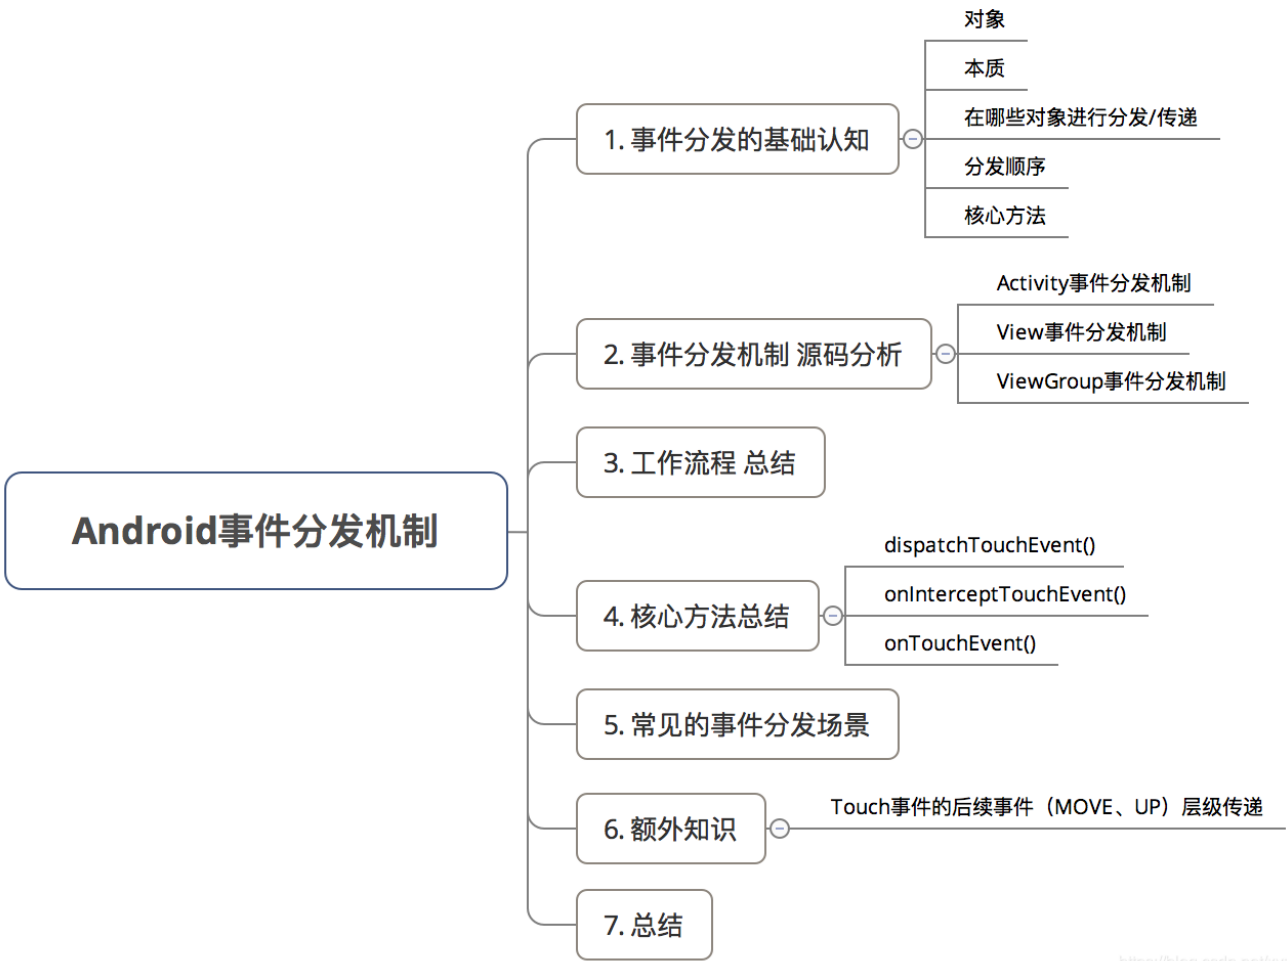 Android事件分发机制
1. 事件分发的基础认知
对象
本质
在哪些对象进行分发/传递
分发顺序
核心方法
2. 事件分发机制 源码分析
Activity事件分发机制
View事件分发机制
ViewGroup事件分发机制
3. 工作流程 总结
4. 核心方法总结
dispatchTouchEvent()
onInterceptTouchEvent()
onTouchEvent()
5. 常见的事件分发场景
6. 额外知识
Touch事件的后续事件（MOVE、UP）层级传递
7. 总结